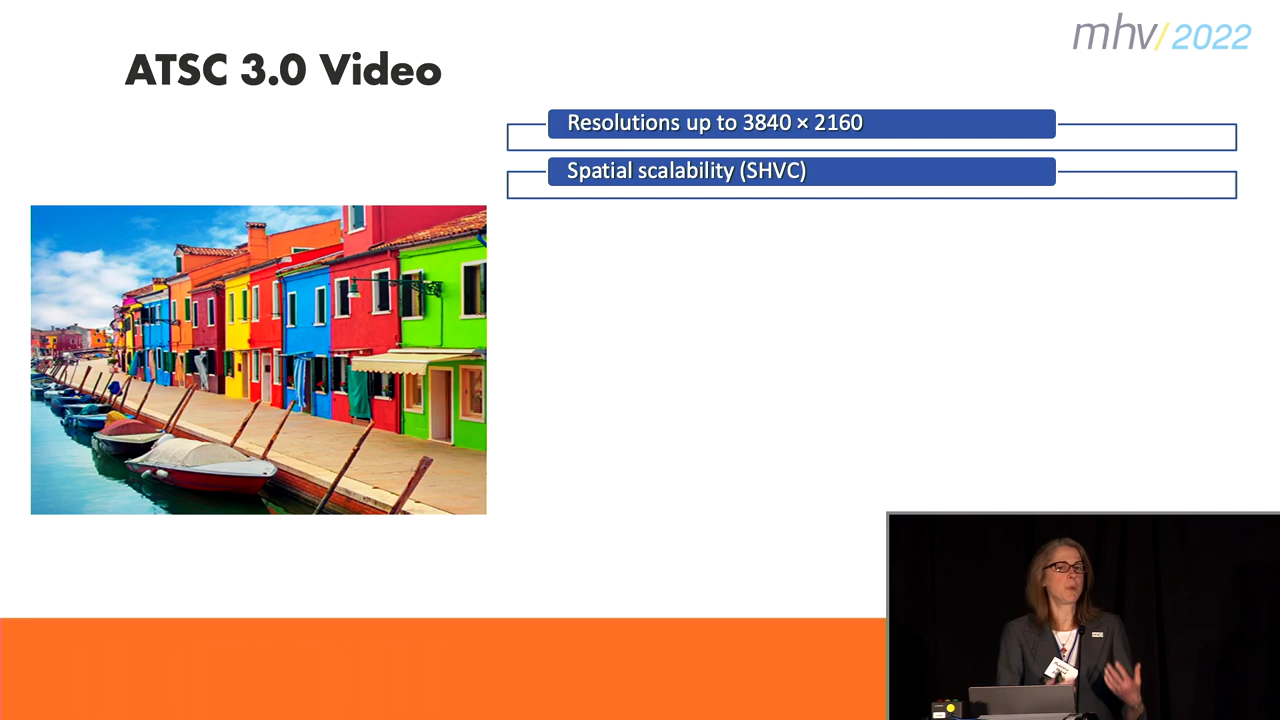 mhv/2022
ATSC 3.0 Video
Resolutions up to 3840 × 2160
Spatial scalability (SHVC)